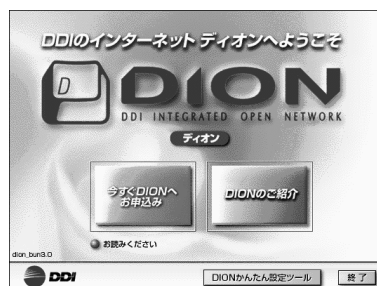 DDIのインターネット ディオンへようこそ
D
DION
DDI INTEGRATED OPEN NETWORK
ディオン
今すぐDIONへ
お申込み
DIONのご紹介
お読みください
dion_bun3.0
DDI
DIONかんたん設定ツール
終了